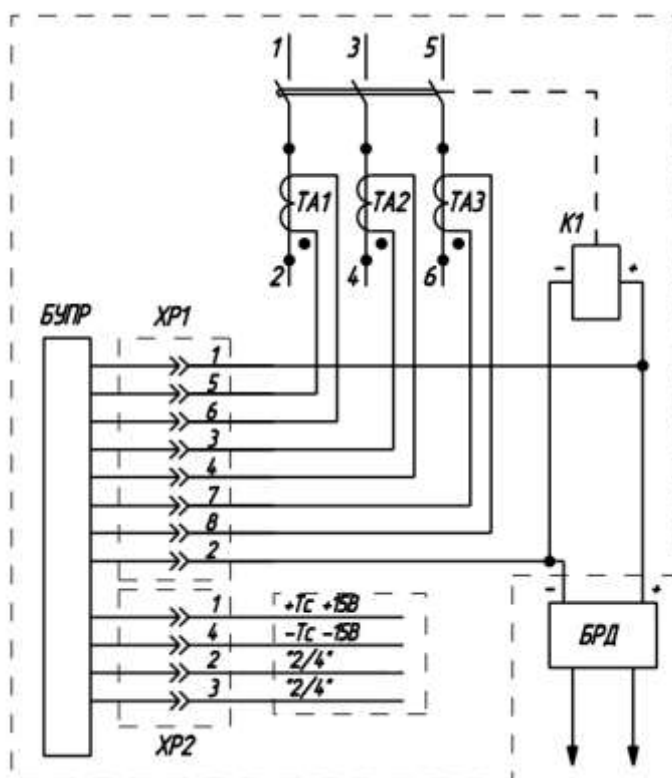 1 3 5
ТА1 ТА2 ТА3
К1
- +
2 4 6
БУПР ХР1
1
5
6
3
4
7
8
2
- +
1 +Тс +15В
4 -Тс -15В
2 "2/4"
3 "2/4"
БРД
ХР2